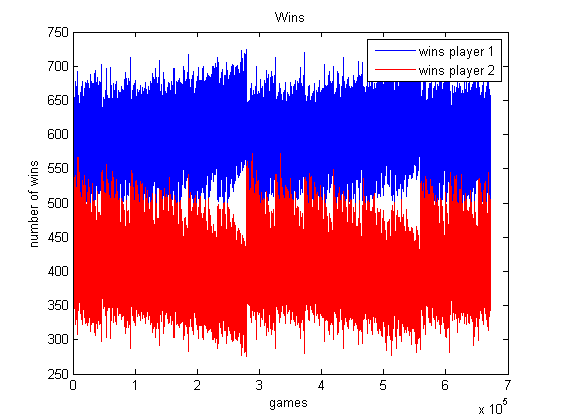 Wins
750
700
650
600
550
500
450
400
350
300
250
number of wins
wins player 1
wins player 2
0 1 2 3 4 5 6 7
games
x 10^5